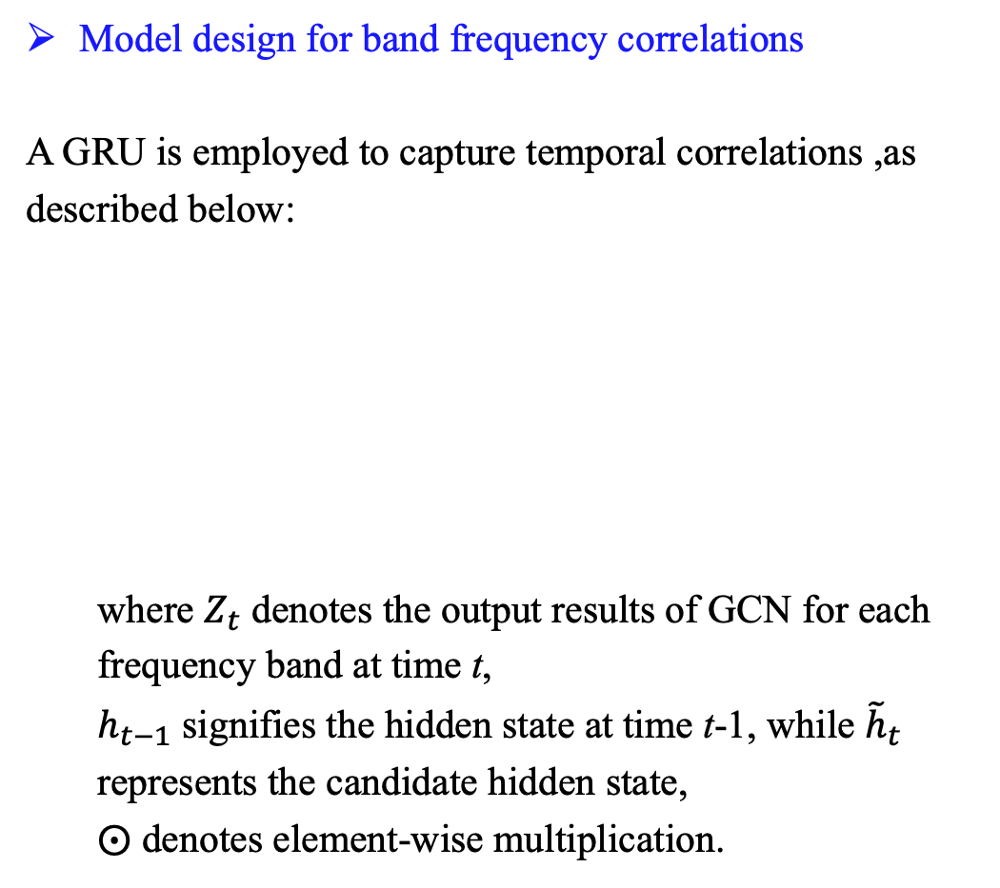 ➢ Model design for band frequency correlations
A GRU is employed to capture temporal correlations ,as
described below:
where Z_t denotes the output results of GCN for each
frequency band at time t,
h_{t−1} signifies the hidden state at time t-1, while h̃_t
represents the candidate hidden state,
⊙ denotes element-wise multiplication.